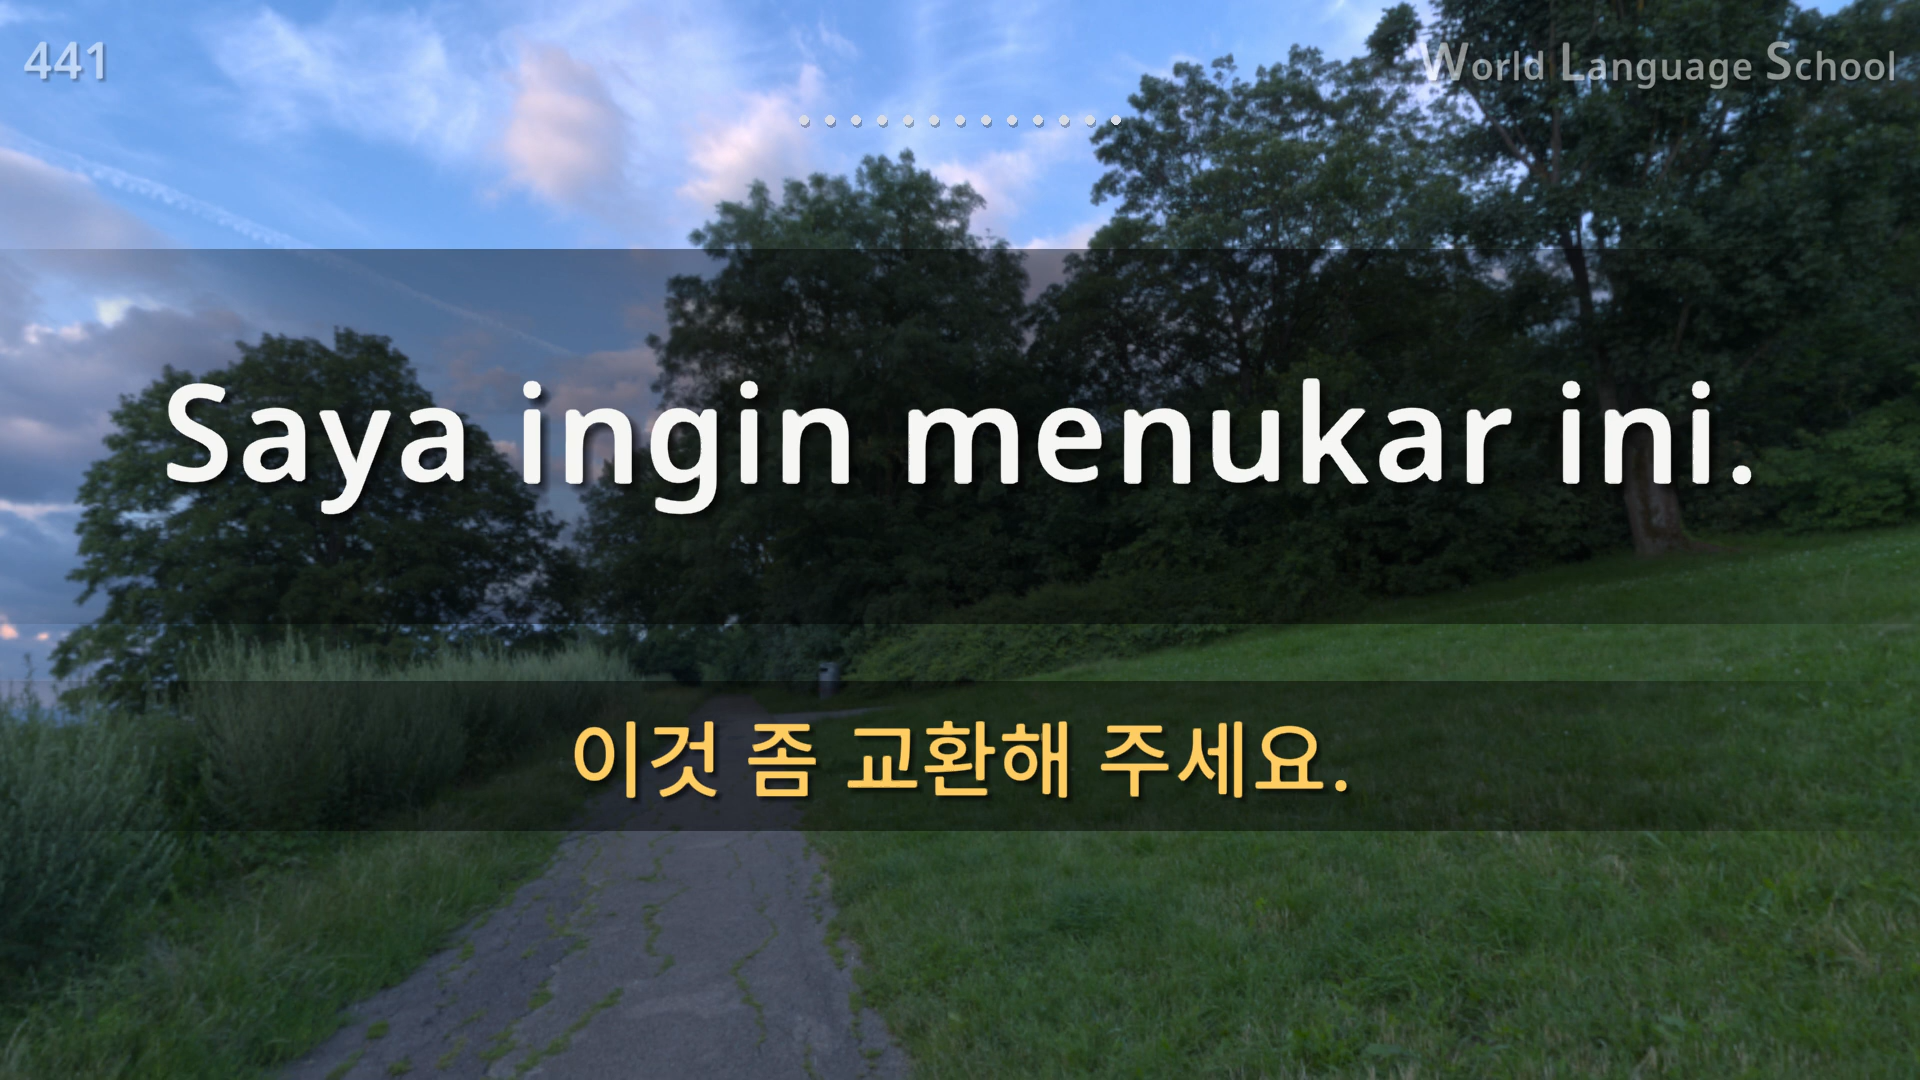 441
World Language School
Saya ingin menukar ini.
이것 좀 교환해 주세요.